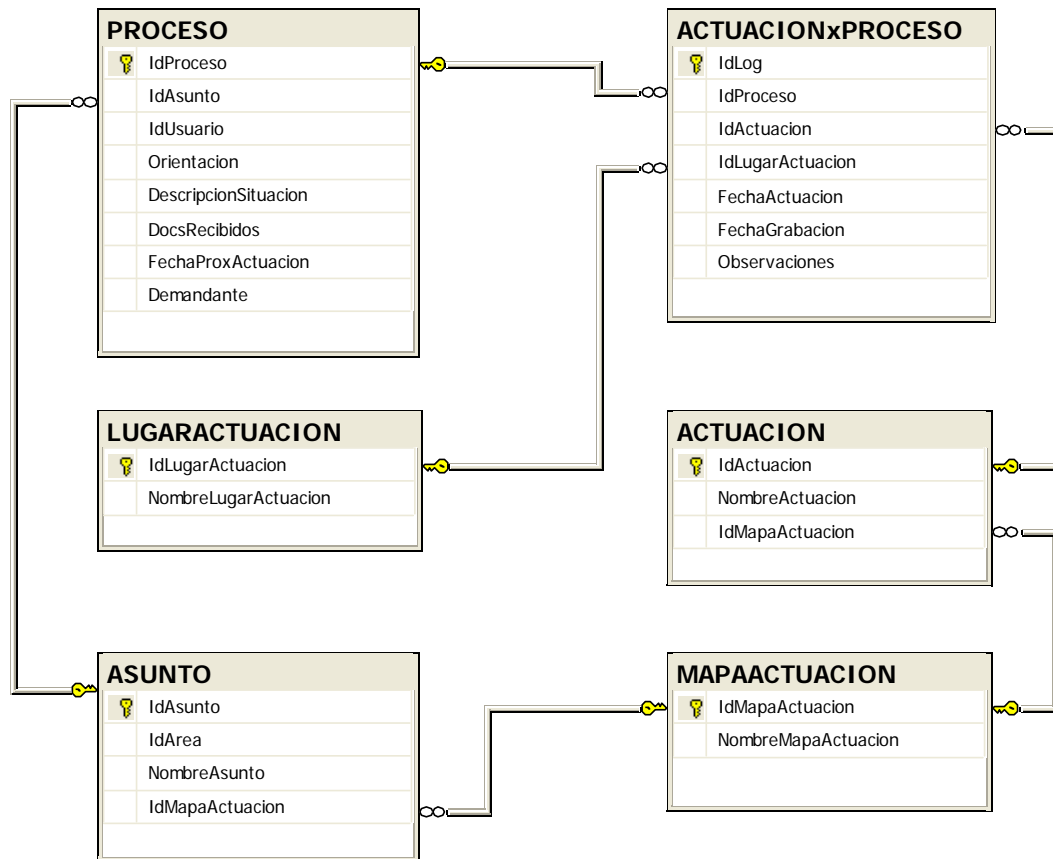 PROCESO
IdProceso
IdAsunto
IdUsuario
Orientacion
DescripcionSituacion
DocsRecibidos
FechaProxActuacion
Demandante
ACTUACIONxPROCESO
IdLog
IdProceso
IdActuacion
IdLugarActuacion
FechaActuacion
FechaGrabacion
Observaciones
LUGARACTUACION
IdLugarActuacion
NombreLugarActuacion
ACTUACION
IdActuacion
NombreActuacion
IdMapaActuacion
ASUNTO
IdAsunto
IdArea
NombreAsunto
IdMapaActuacion
MAPAACTUACION
IdMapaActuacion
NombreMapaActuacion